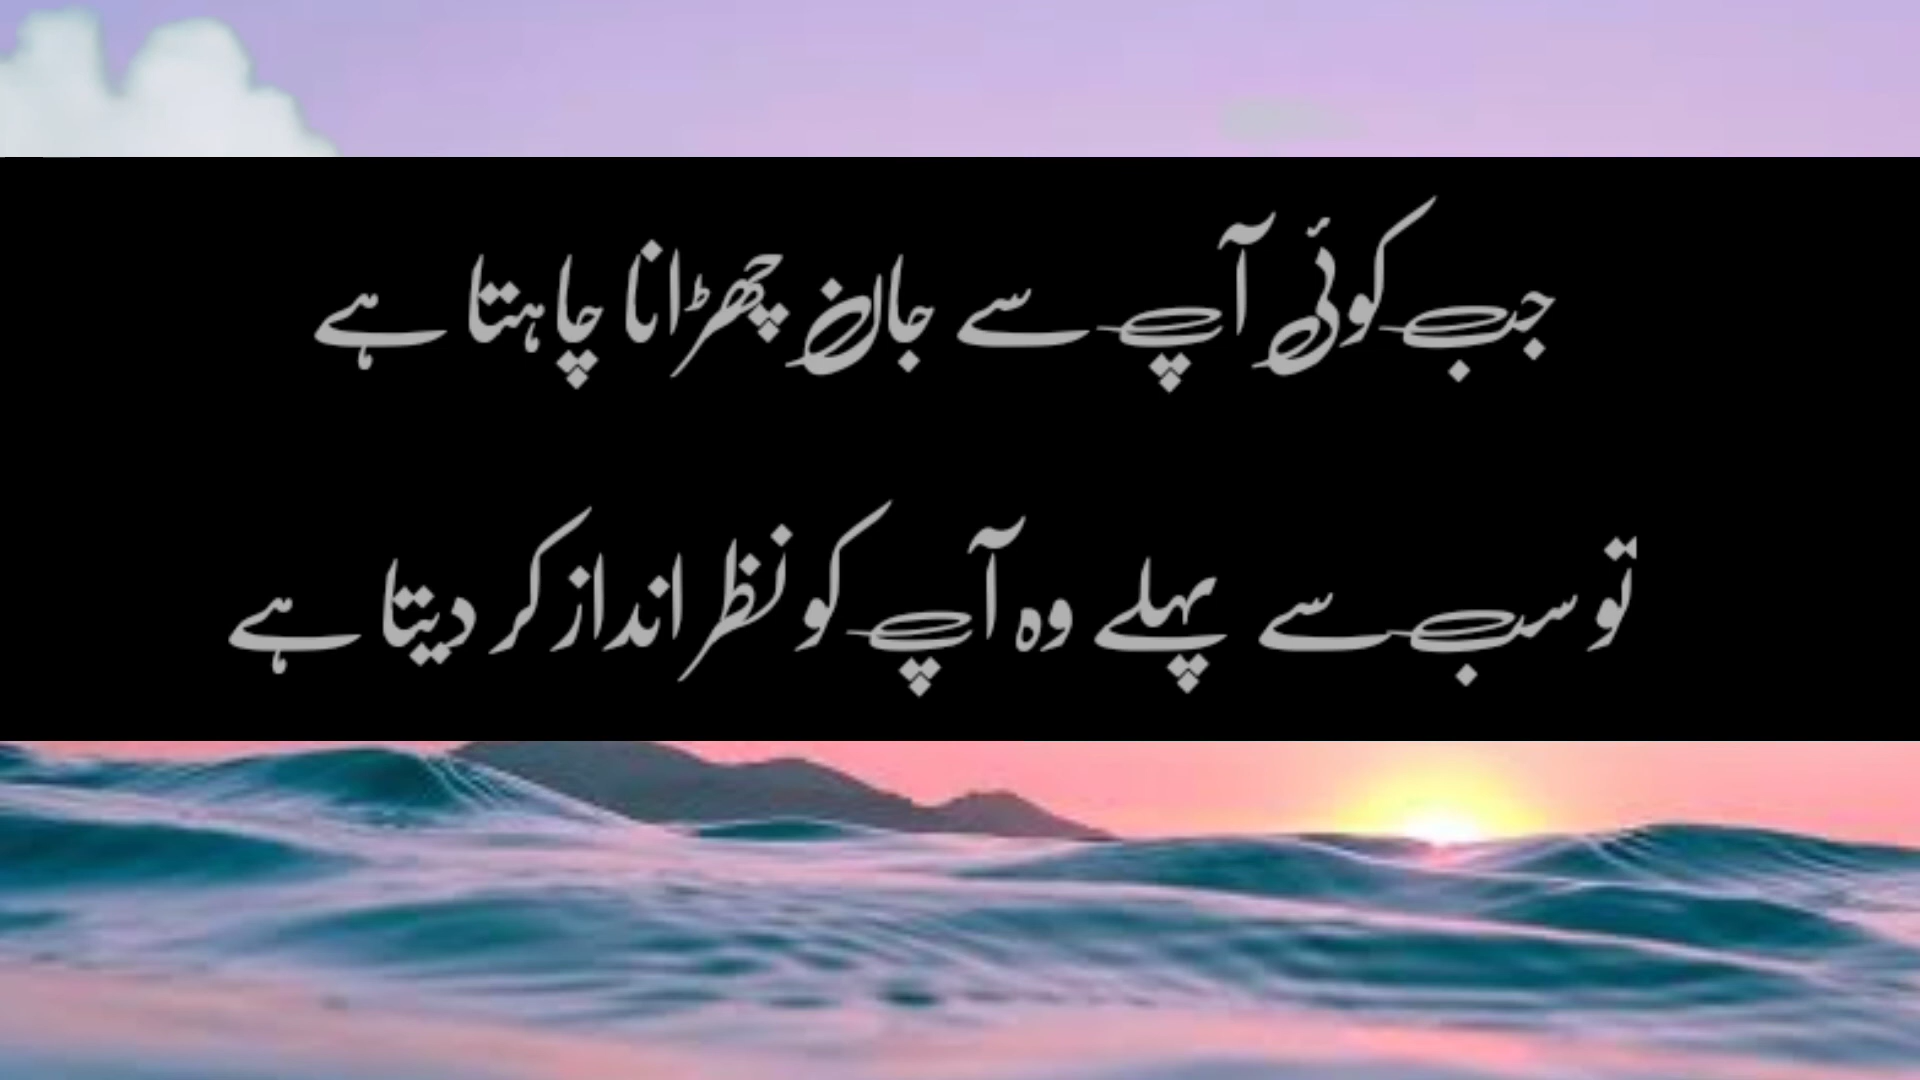 جب کوئی آپ سے جان چھڑانا چاہتا ہے
تو سب سے پہلے وہ آپ کو نظر انداز کر دیتا ہے